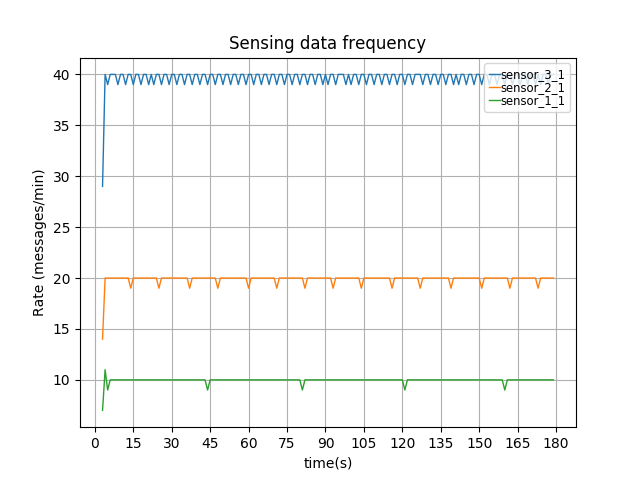 Sensing data frequency
sensor_3_1
sensor_2_1
sensor_1_1
Rate (messages/min)
40
35
30
25
20
15
10
0 15 30 45 60 75 90 105 120 135 150 165 180
time(s)